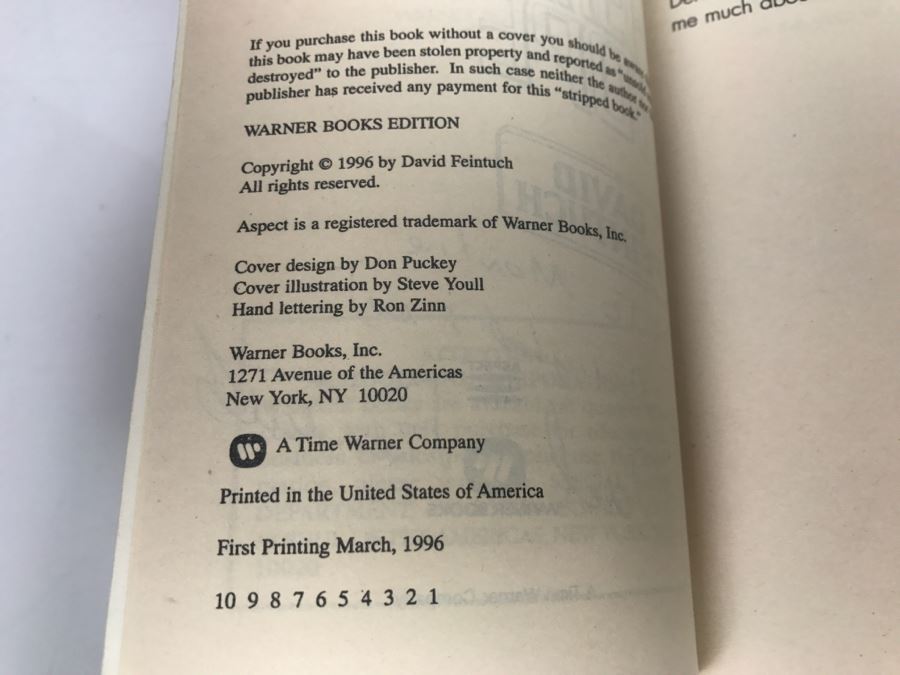 If you purchase this book without a cover you should be aware
this book may have been stolen property and reported as "unsold
destroyed" to the publisher. In such case neither the author nor
publisher has received any payment for this "stripped book."
WARNER BOOKS EDITION
Copyright © 1996 by David Feintuch
All rights reserved.
Aspect is a registered trademark of Warner Books, Inc.
Cover design by Don Puckey
Cover illustration by Steve Youll
Hand lettering by Ron Zinn
Warner Books, Inc.
1271 Avenue of the Americas
New York, NY 10020
A Time Warner Company
Printed in the United States of America
First Printing March, 1996
10 9 8 7 6 5 4 3 2 1
me much